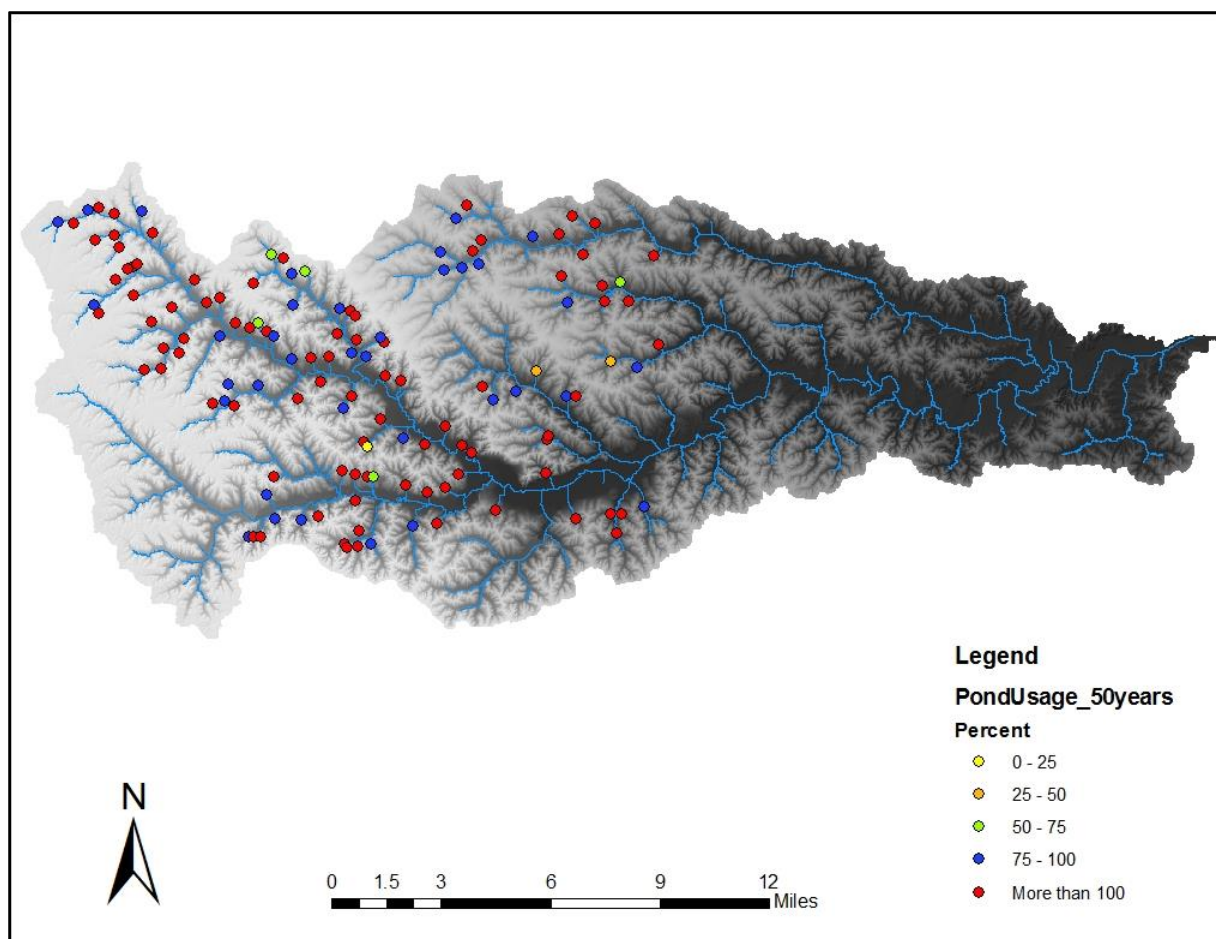 Legend
PondUsage_50years
Percent
0 - 25
25 - 50
50 - 75
75 - 100
More than 100
N
0 1.5 3 6 9 12
Miles